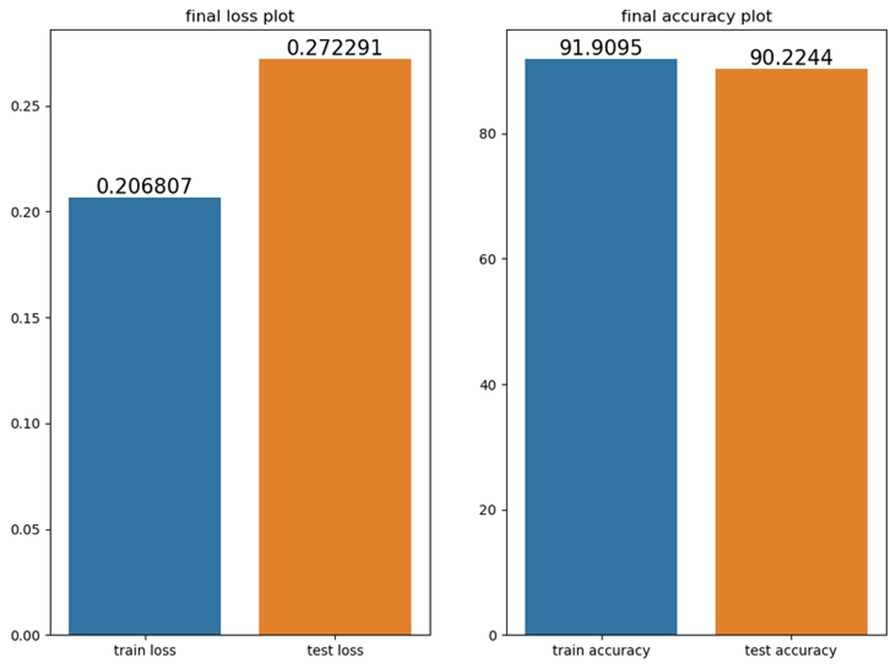 final loss plot
0.272291
0.206807
0.25
0.20
0.15
0.10
0.05
0.00
train loss
test loss
final accuracy plot
91.9095
90.2244
80
60
40
20
0
train accuracy
test accuracy